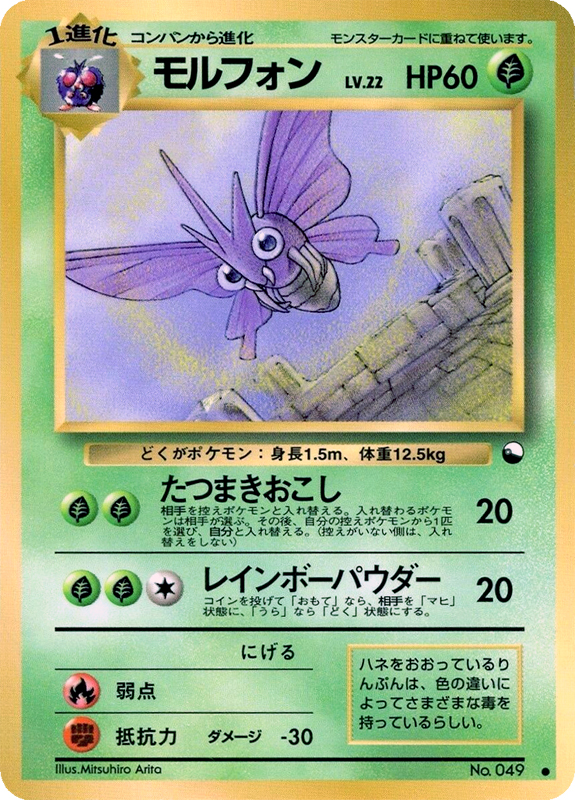 1進化 コンパンから進化 モンスターカードに重ねて使います。
モルフォン LV.22 HP60
どくがポケモン：身長1.5m、体重12.5kg
たつまきおこし 20
相手を控えポケモンと入れ替える。入れ替わるポケモ
ンは相手が選ぶ。その後、自分の控えポケモンから1匹
を選び、自分と入れ替える。（控えがいない側は、入れ
替えをしない）
レインボーパウダー 20
コインを投げて「おもて」なら、相手を「マヒ」
状態に、「うら」なら「どく」状態にする。
にげる
弱点
抵抗力 ダメージ -30
ハネをおおっているり
んぷんは、色の違いに
よってさまざまな毒を
持っているらしい。
Illus.Mitsuhiro Arita
No. 049